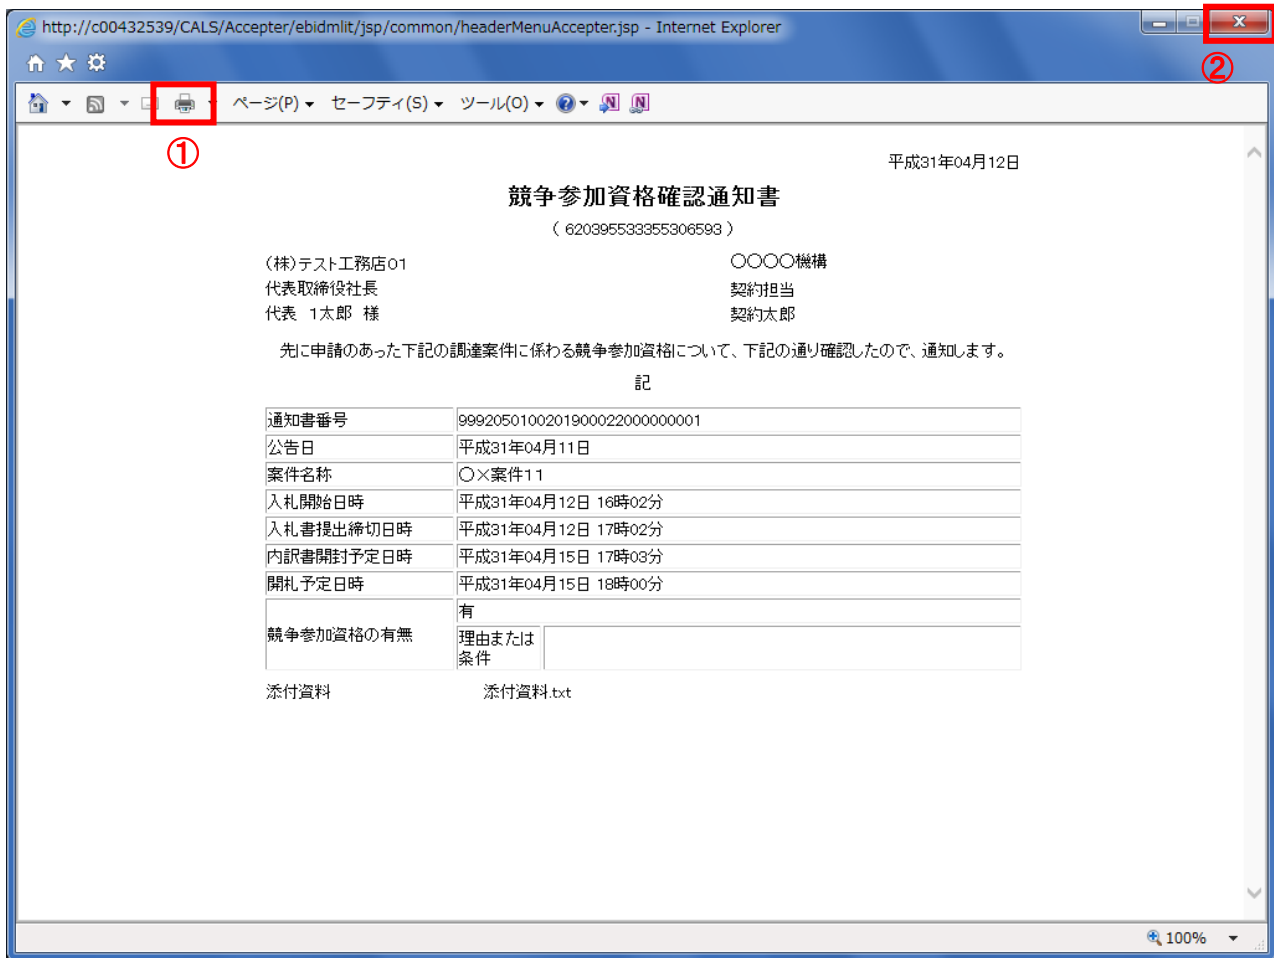 http://c00432539/CALS/Accepter/ebidmlit/jsp/common/headerMenuAccepter.jsp - Internet Explorer
②
ページ(P) セーフティ(S) ツール(O)
①
平成31年04月12日
競争参加資格確認通知書
( 620395533355306593 )
(株)テスト工務店01 〇〇〇〇機構
代表取締役社長 契約担当
代表 1太郎 様 契約太郎
先に申請のあった下記の調達案件に係わる競争参加資格について、下記の通り確認したので、通知します。
記
通知書番号 99920501002019000220000000001
公告日 平成31年04月11日
案件名称 〇×案件11
入札開始日時 平成31年04月12日 16時02分
入札書提出締切日時 平成31年04月12日 17時02分
内訳書開封予定日時 平成31年04月15日 17時03分
開札予定日時 平成31年04月15日 18時00分
競争参加資格の有無 有
理由または
条件
添付資料 添付資料.txt
100%